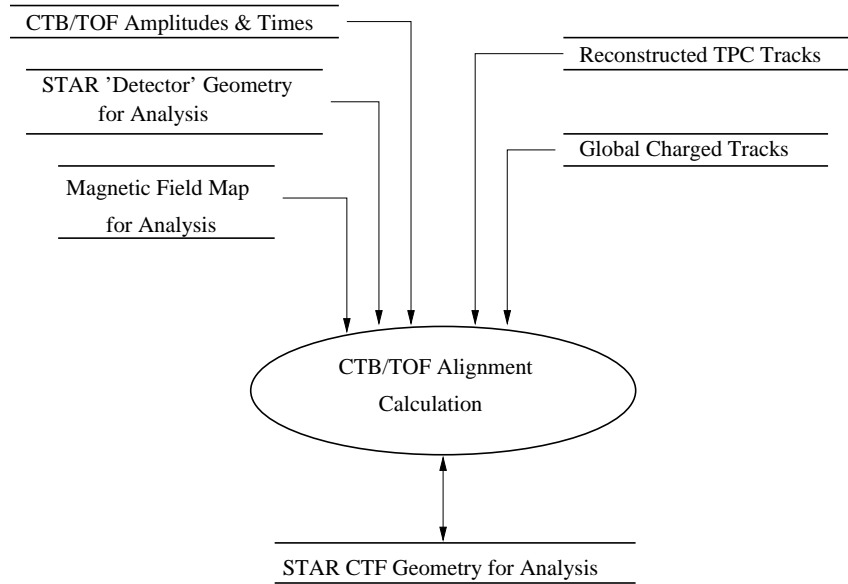 CTB/TOF Amplitudes & Times
STAR ’Detector’ Geometry
for Analysis
Magnetic Field Map
for Analysis
Reconstructed TPC Tracks
Global Charged Tracks
CTB/TOF Alignment
Calculation
STAR CTF Geometry for Analysis